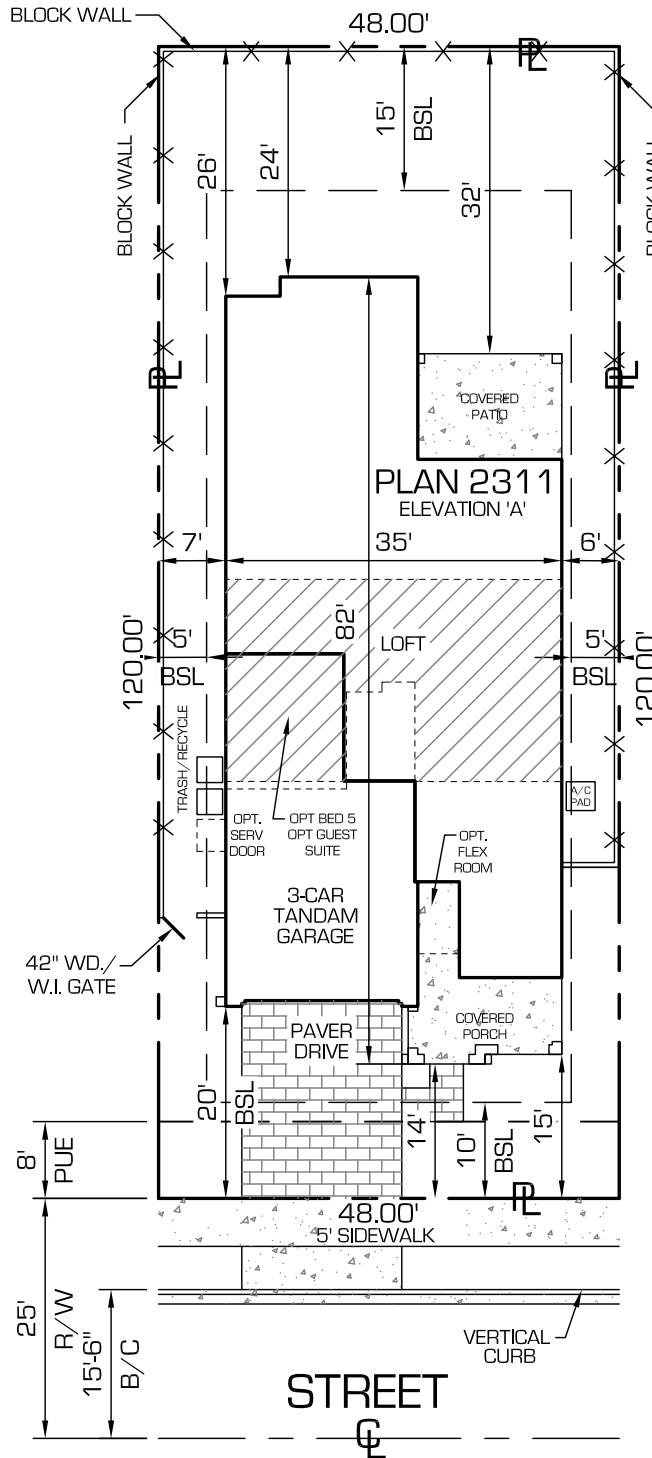 BLOCK WALL
48.00'
PL
BLOCK WALL
26'
24'
15'
BSL
32'
PL
PL
COVERED
PATIO
PLAN 2311
ELEVATION 'A'
7'
35'
6'
120.00'
5'
BSL
82'
LOFT
5'
BSL
120.00'
TRASH/RECYCLE
A/C
PAD
OPT.
SERV
DOOR
OPT BED 5
OPT GUEST
SUITE
OPT.
FLEX
ROOM
3-CAR
TANDAM
GARAGE
42" WD./
W.I. GATE
PAVER
DRIVE
COVERED
PORCH
20'
BSL
14'
10'
BSL
15'
8'
PUE
PL
48.00'
5' SIDEWALK
25'
R/W
15'-6"
B/C
VERTICAL
CURB
STREET
CL